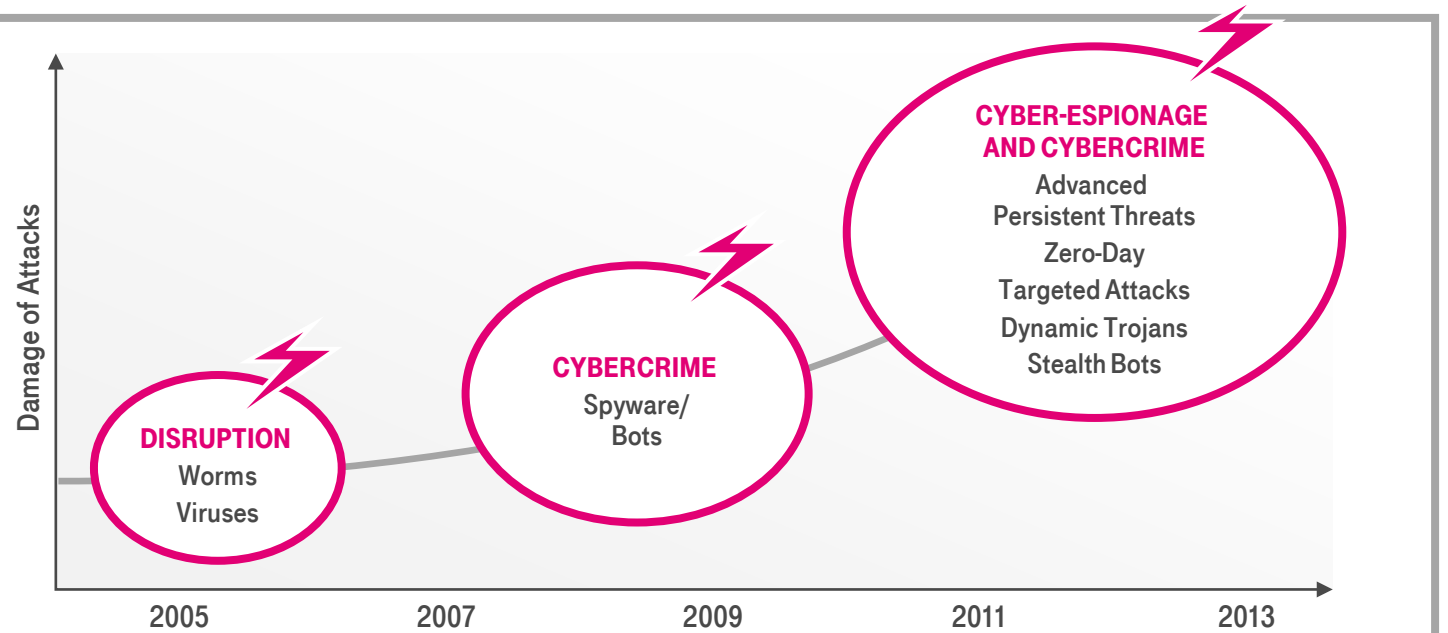 Damage of Attacks
DISRUPTION
Worms
Viruses
CYBERCRIME
Spyware/
Bots
CYBER-ESPIONAGE
AND CYBERCRIME
Advanced
Persistent Threats
Zero-Day
Targeted Attacks
Dynamic Trojans
Stealth Bots
2005
2007
2009
2011
2013